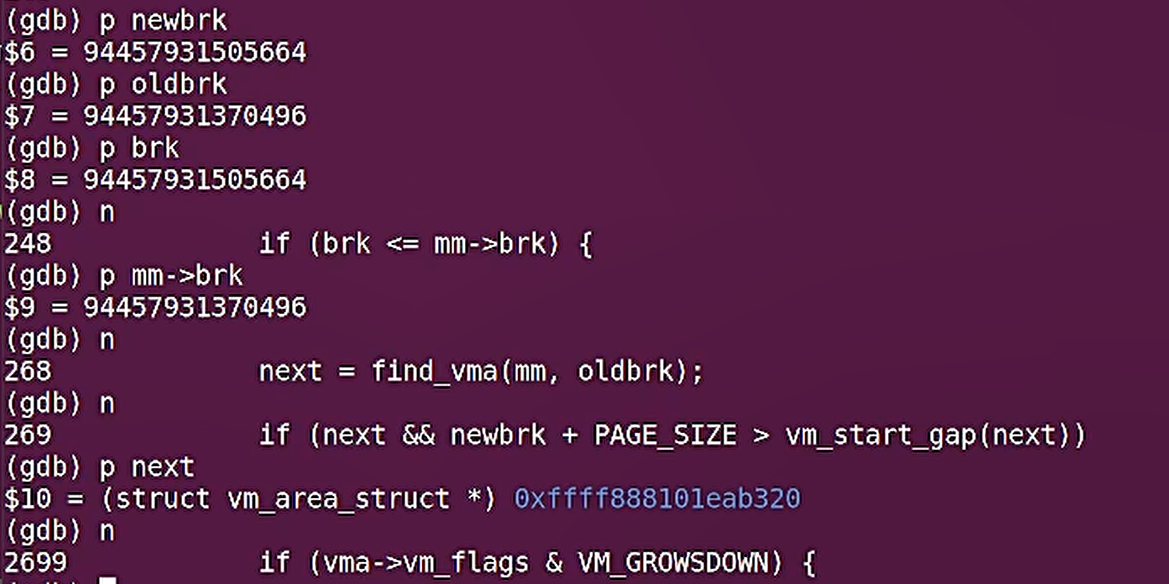 (gdb) p newbrk
$6 = 94457931505664
(gdb) p oldbrk
$7 = 94457931370496
(gdb) p brk
$8 = 94457931505664
(gdb) n
248 if (brk <= mm->brk) {
(gdb) p mm->brk
$9 = 94457931370496
(gdb) n
268 next = find_vma(mm, oldbrk);
(gdb) n
269 if (next && newbrk + PAGE_SIZE > vm_start_gap(next))
(gdb) p next
$10 = (struct vm_area_struct *) 0xffff888101eab320
(gdb) n
2699 if (vma->vm_flags & VM_GROWSDOWN) {